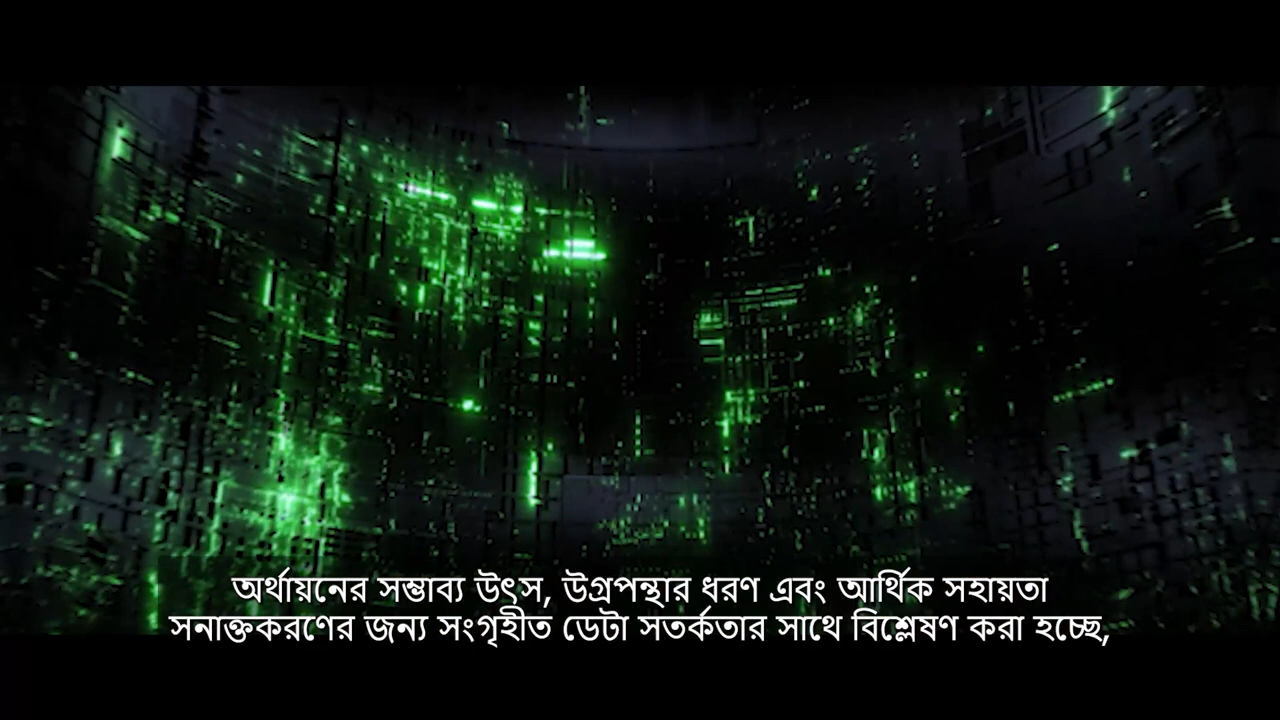 অর্থায়নের সম্ভাব্য উৎস, উগ্রপন্থার ধরণ এবং আর্থিক সহায়তা
সনাক্তকরণের জন্য সংগৃহীত ডেটা সতর্কতার সাথে বিশ্লেষণ করা হচ্ছে,